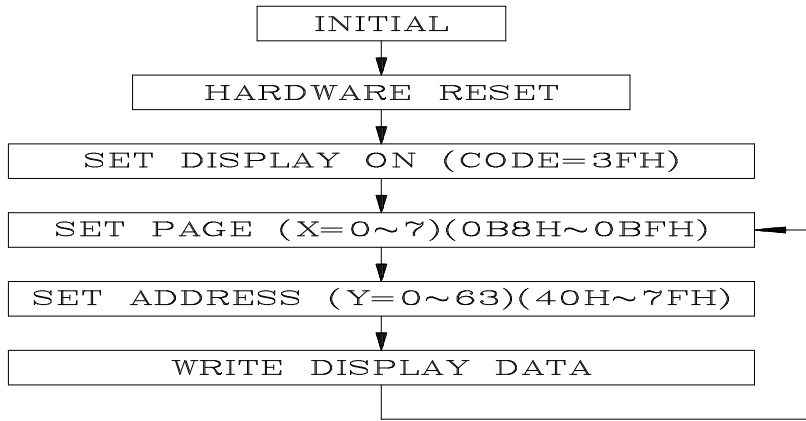 INITIAL
HARDWARE RESET
SET DISPLAY ON (CODE=3FH)
SET PAGE (X=0~7)(0B8H~0BFH)
SET ADDRESS (Y=0~63)(40H~7FH)
WRITE DISPLAY DATA